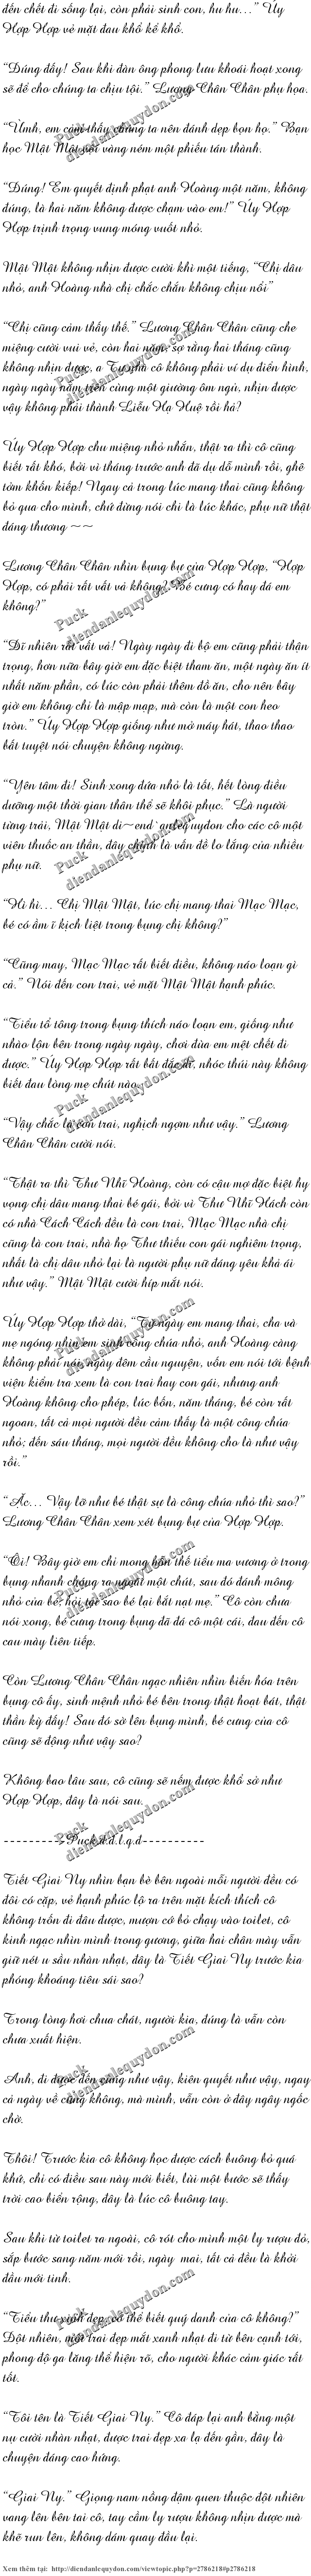 đến chết đi sống lại, còn phải sinh con, hu hu…” Úy
Hợp Hợp vẻ mặt đau khổ kể khổ.
“Đúng đấy! Sau khi đàn ông phong lưu khoái hoạt xong
sẽ để cho chúng ta chịu tội.” Lương Chân Chân phụ họa.
“Ừmh, em cảm thấy chúng ta nên đánh dẹp bọn họ.” Bạn
học Mật Mật vội vàng ném một phiếu tán thành.
“Đúng! Em quyết định phạt anh Hoàng một năm, không
đúng, là hai năm không được chạm vào em!” Úy Hợp
Hợp trịnh trọng vung móng vuốt nhỏ.
Mật Mật không nhịn được cười khì một tiếng, “Chị dâu
nhỏ, anh Hoàng nhà chị chắc chắn không chịu nổi”
“Chị cũng cảm thấy thế.” Lương Chân Chân cũng che
miệng cười vui vẻ, còn hai năm, sợ rằng hai tháng cũng
không nhịn được, a Tư nhà cô không phải ví dụ điển hình,
ngày ngày nằm trên cùng một giường ôm ngủ, nhịn được
vậy không phải thành Liễu Hạ Huệ rồi hả?
Úy Hợp Hợp chu miệng nhỏ nhắn, thật ra thì cô cũng
biết rất khó, bởi vì tháng trước anh đã dụ dỗ mình rồi, ghê
tởm khốn kiếp! Ngay cả trong lúc mang thai cũng không
bỏ qua cho mình, chứ đừng nói chi là lúc khác, phụ nữ thật
đáng thương ~~
Lương Chân Chân nhìn bụng bự của Hợp Hợp, “Hợp
Hợp, có phải rất vất vả không? Bé cưng có hay đá em
không?”
“Dĩ nhiên rất vất vả! Ngày ngày đi bộ em cũng phải thận
trọng, hơn nữa bây giờ em đặc biệt tham ăn, một ngày ăn ít
nhất năm phần, có lúc còn phải thêm đồ ăn, cho nên bây
giờ em không chỉ là mập mạp, mà còn là một con heo
tròn.” Úy Hợp Hợp giống như mở máy hát, thao thao
bất tuyệt nói chuyện không ngừng.
“Yên tâm đi! Sinh xong đứa nhỏ là tốt, hết lòng điều
dưỡng một thời gian thân thể sẽ khôi phục.” Là người
từng trải, Mật Mật di~end`anleq'uydon cho các cô một
viên thuốc an thần, đây chính là vấn đề lo lắng của nhiều
phụ nữ.
“Hi hi… Chị Mật Mật, lúc chị mang thai Mạc Mạc,
bé có ầm ĩ kịch liệt trong bụng chị không?”
“Cũng may, Mạc Mạc rất biết điều, không náo loạn gì
cả.” Nói đến con trai, vẻ mặt Mật Mật hạnh phúc.
“Tiểu tổ tông trong bụng thích náo loạn em, giống như
nhào lộn bên trong ngày ngày, chơi đùa em mệt chết đi
được.” Úy Hợp Hợp rất bất đắc dĩ, nhóc thúi này không
biết đau lòng mẹ chút nào.
“Vậy chắc là con trai, nghịch ngợm như vậy.” Lương
Chân Chân cười nói.
“Thật ra thì Thư Nhĩ Hoàng, còn có cậu mợ đặc biệt hy
vọng chị dâu mang thai bé gái, bởi vì Thư Nhĩ Hách còn
có nhà Cách Cách đều là con trai, Mạc Mạc nhà chị
cũng là con trai, nhà họ Thư thiếu con gái nghiêm trọng,
nhất là chị dâu nhỏ lại là người phụ nữ đáng yêu khả ái
như vậy.” Mật Mật cười híp mắt nói.
Úy Hợp Hợp thở dài, “Từ ngày em mang thai, cha và
mẹ ngóng nhìn em sinh công chúa nhỏ, anh Hoàng càng
không phải nói, ngày đêm cầu nguyện, vốn em nói tới bệnh
viện kiểm tra xem là con trai hay con gái, nhưng anh
Hoàng không cho phép, lúc bốn, năm tháng, bé còn rất
ngoan, tất cả mọi người đều cảm thấy là một công chúa
nhỏ; đến sáu tháng, mọi người đều không cho là như vậy
rồi.”
“Ặc… Vậy lỡ như bé thật sự là công chúa nhỏ thì sao?”
Lương Chân Chân xem xét bụng bự của Hợp Hợp.
“Ôi! Bây giờ em chỉ mong hỗn thế tiểu ma vương ở trong
bụng nhanh chóng ra ngoài một chút, sau đó đánh mông
nhỏ của bé, hỏi tại sao bé lại bắt nạt mẹ.” Cô còn chưa
nói xong, bé cưng trong bụng đã đá cô một cái, đau đến cô
cau mày liên tiếp.
Còn Lương Chân Chân ngạc nhiên nhìn biến hóa trên
bụng cô ấy, sinh mệnh nhỏ bé bên trong thật hoạt bát, thật
thần kỳ đấy! Sau đó sờ lên bụng mình, bé cưng của cô
cũng sẽ động như vậy sao?
Không bao lâu sau, cô cũng sẽ nếm được khổ sở như
Hợp Hợp, đây là nói sau.
----------Puck.d.d.l.q.d----------
Tiết Giai Ny nhìn bạn bè bên ngoài mỗi người đều có
đôi có cặp, vẻ hạnh phúc lộ ra trên mặt kích thích cô
không trốn đi đâu được, mượn cớ bỏ chạy vào toilet, cô
kinh ngạc nhìn mình trong gương, giữa hai chân mày vẫn
giữ nét u sầu nhàn nhạt, đây là Tiết Giai Ny trước kia
phóng khoáng tiêu sái sao?
Trong lòng hơi chua chát, người kia, đúng là vẫn còn
chưa xuất hiện.
Anh, đi được đến cùng như vậy, kiên quyết như vậy, ngay
cả ngày về cũng không, mà mình, vẫn còn ở đây ngây ngốc
chờ.
Thôi! Trước kia cô không học được cách buông bỏ quá
khứ, chỉ có điều sau này mới biết, lùi một bước sẽ thấy
trời cao biển rộng, đây là lúc cô buông tay.
Sau khi từ toilet ra ngoài, cô rót cho mình một ly rượu đỏ,
sắp bước sang năm mới rồi, ngày mai, tất cả đều là khởi
đầu mới tinh.
“Tiểu thư xinh đẹp, có thể biết quý danh của cô không?”
Đột nhiên, một trai đẹp mắt xanh nhạt đi từ bên cạnh tới,
phong độ ga lăng thể hiện rõ, cho người khác cảm giác rất
tốt.
“Tôi tên là Tiết Giai Ny.” Cô đáp lại anh bằng một
nụ cười nhàn nhạt, được trai đẹp xa lạ đến gần, đây là
chuyện đáng cao hứng.
“Giai Ny.” Giọng nam nồng đậm quen thuộc đột nhiên
vang lên bên tai cô, tay cầm ly rượu không nhịn được mà
khẽ run lên, không dám quay đầu lại.
Xem thêm tại: http://diendanlequydon.com/viewtopic.php?p=2786218#p2786218